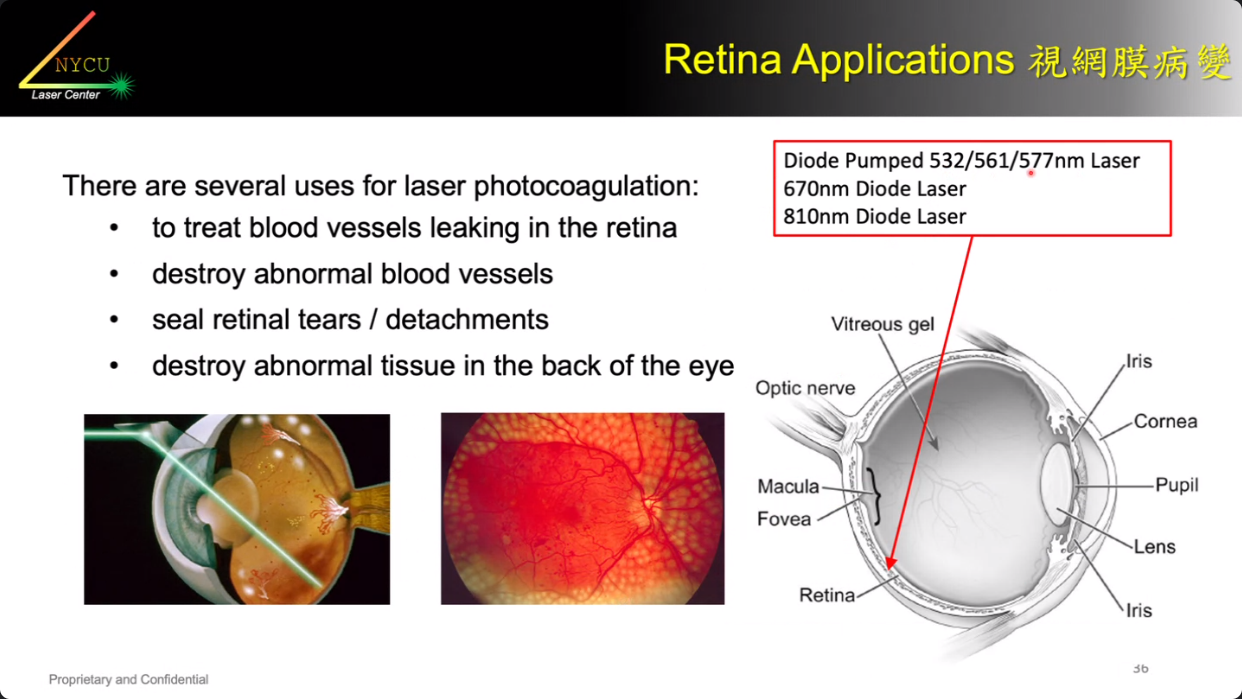 NYCU
Laser Center
Retina Applications 視網膜病變
There are several uses for laser photocoagulation:
• to treat blood vessels leaking in the retina
• destroy abnormal blood vessels
• seal retinal tears / detachments
• destroy abnormal tissue in the back of the eye
Diode Pumped 532/561/577nm Laser
670nm Diode Laser
810nm Diode Laser
Vitreous gel
Optic nerve
Iris
Cornea
Macula
Pupil
Fovea
Lens
Retina
Iris
Proprietary and Confidential
36